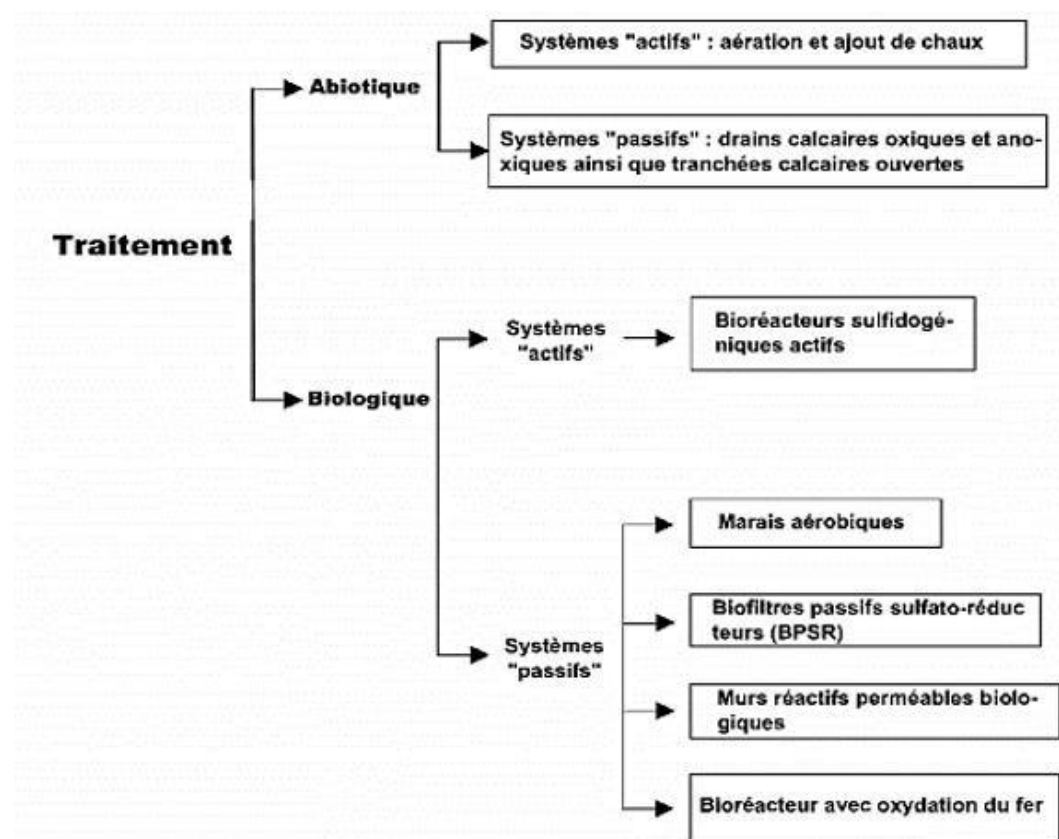 Systèmes "actifs" : aération et ajout de chaux
Abiotique
Systèmes "passifs" : drains calcaires oxiques et ano-
xiques ainsi que tranchées calcaires ouvertes
Traitement
Systèmes
"actifs"
Bioréacteurs sulfidogé-
niques actifs
Biologique
Marais aérobiques
Biofiltres passifs sulfato-réduc
teurs (BPSR)
Systèmes
"passifs"
Murs réactifs perméables biolo-
giques
Bioréacteur avec oxydation du fer